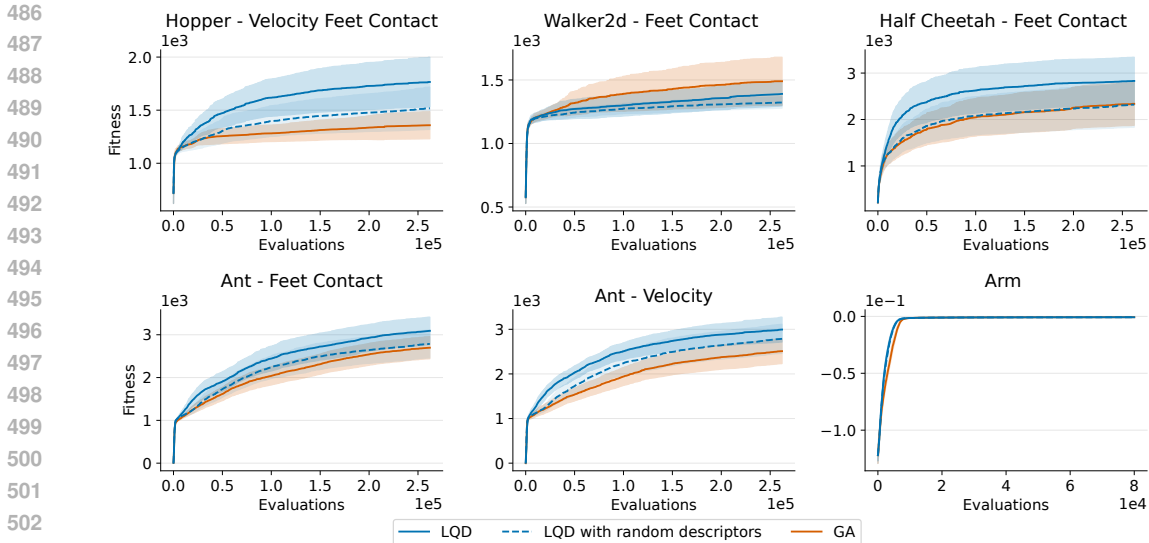 486
487
488
489
490
491
492
493
494
495
496
497
498
499
500
501
502
Hopper - Velocity Feet Contact
1e3
2.0
1.5
1.0
Fitness
0.0 0.5 1.0 1.5 2.0 2.5
Evaluations
1e5
Walker2d - Feet Contact
1e3
1.5
1.0
0.5
0.0 0.5 1.0 1.5 2.0 2.5
Evaluations
1e5
Half Cheetah - Feet Contact
1e3
3
2
1
0.0 0.5 1.0 1.5 2.0 2.5
Evaluations
1e5
Ant - Feet Contact
1e3
3
2
1
0
Fitness
0.0 0.5 1.0 1.5 2.0 2.5
Evaluations
1e5
Ant - Velocity
1e3
3
2
1
0
0.0 0.5 1.0 1.5 2.0 2.5
Evaluations
1e5
Arm
1e−1
0.0
−0.5
−1.0
0 2 4 6 8
Evaluations
1e4
LQD LQD with random descriptors GA